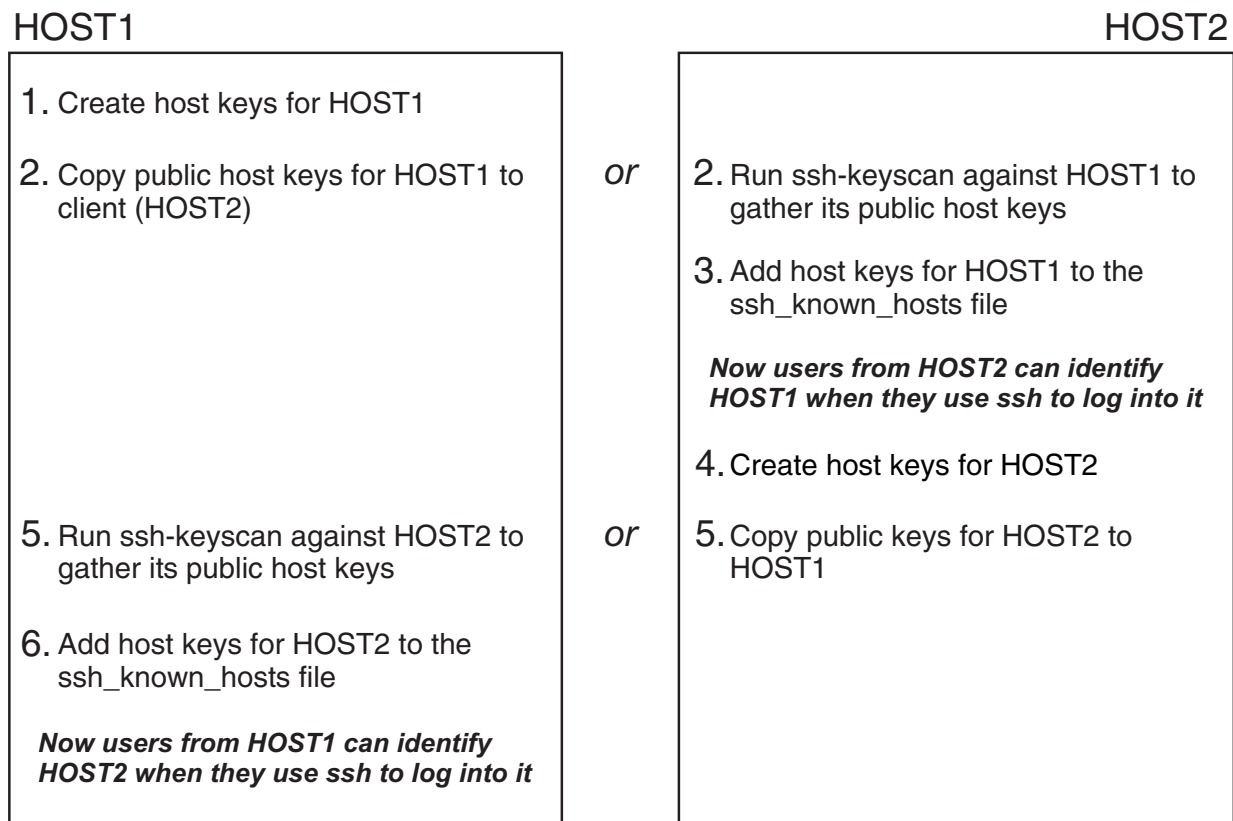 HOST1
HOST2
1. Create host keys for HOST1
2. Copy public host keys for HOST1 to
client (HOST2)
or
2. Run ssh-keyscan against HOST1 to
gather its public host keys
3. Add host keys for HOST1 to the
ssh_known_hosts file
Now users from HOST2 can identify
HOST1 when they use ssh to log into it
4. Create host keys for HOST2
5. Run ssh-keyscan against HOST2 to
gather its public host keys
or
5. Copy public keys for HOST2 to
HOST1
6. Add host keys for HOST2 to the
ssh_known_hosts file
Now users from HOST1 can identify
HOST2 when they use ssh to log into it